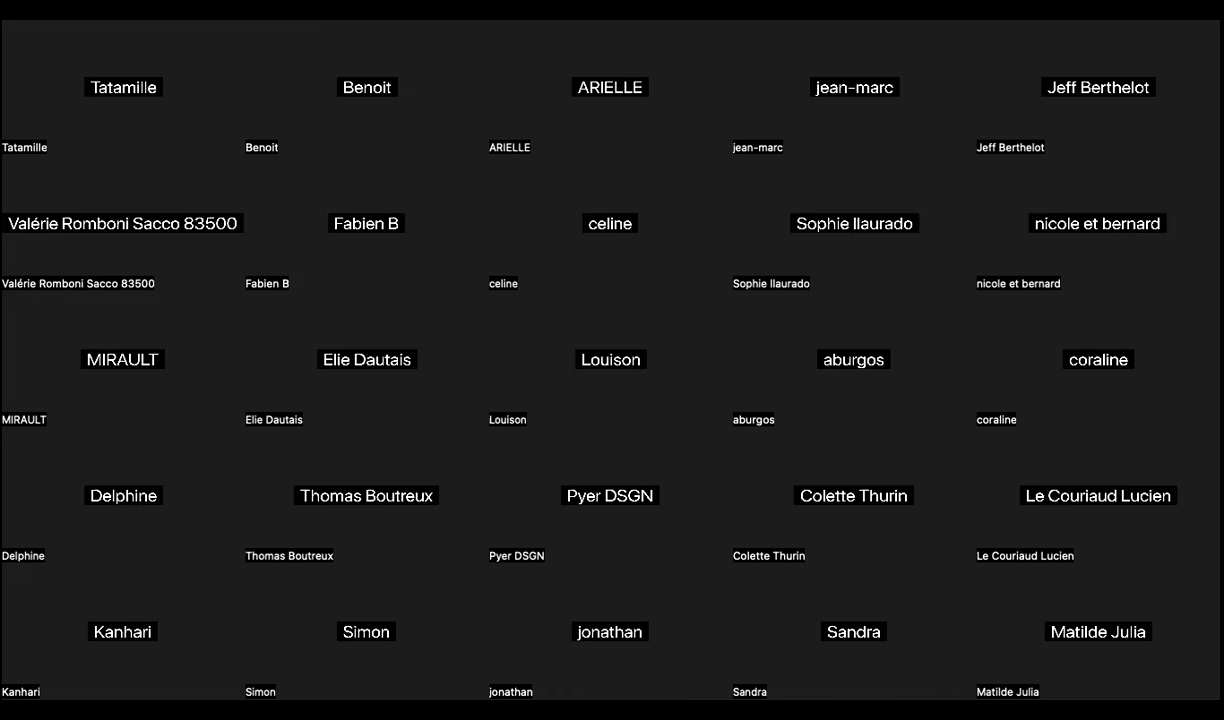 Tatamille Benoit ARIELLE jean-marc Jeff Berthelot
Tatamille Benoit ARIELLE jean-marc Jeff Berthelot
Valérie Romboni Sacco 83500 Fabien B celine Sophie llaurado nicole et bernard
Valérie Romboni Sacco 83500 Fabien B celine Sophie llaurado nicole et bernard
MIRAULT Elie Dautais Louison aburgos coraline
MIRAULT Elie Dautais Louison aburgos coraline
Delphine Thomas Boutreux Pyer DSGN Colette Thurin Le Couriaud Lucien
Delphine Thomas Boutreux Pyer DSGN Colette Thurin Le Couriaud Lucien
Kanhari Simon jonathan Sandra Matilde Julia
Kanhari Simon jonathan Sandra Matilde Julia